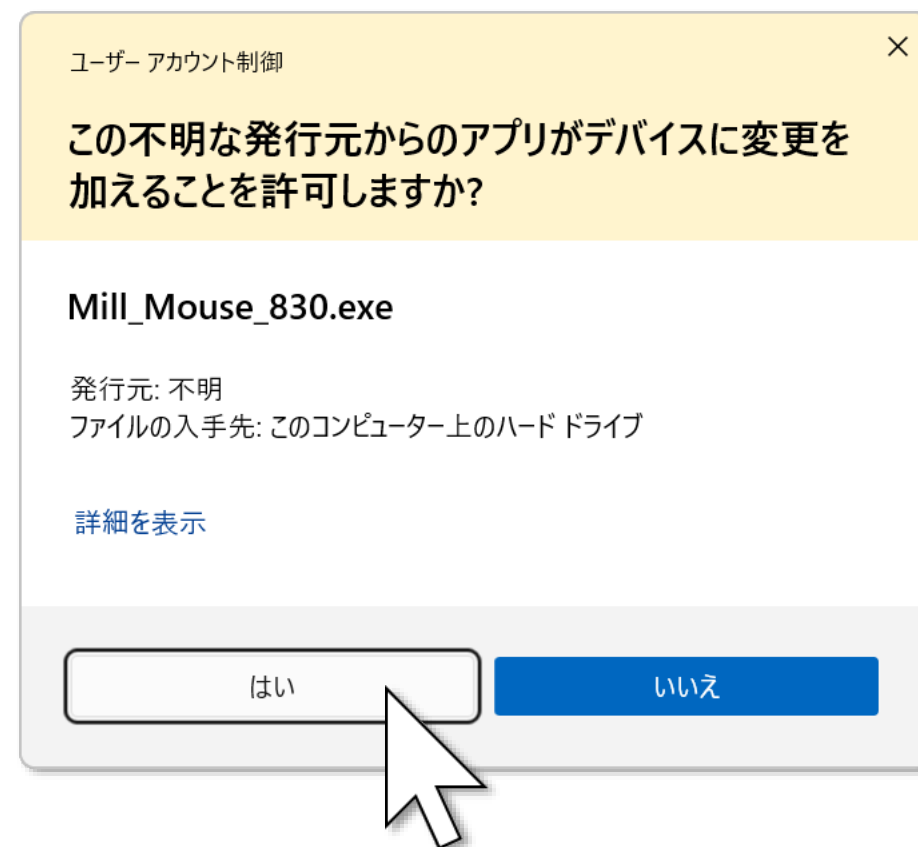 ユーザー アカウント制御
この不明な発行元からのアプリがデバイスに変更を
加えることを許可しますか?
Mill_Mouse_830.exe
発行元: 不明
ファイルの入手先: このコンピューター上のハード ドライブ
詳細を表示
はい
いいえ